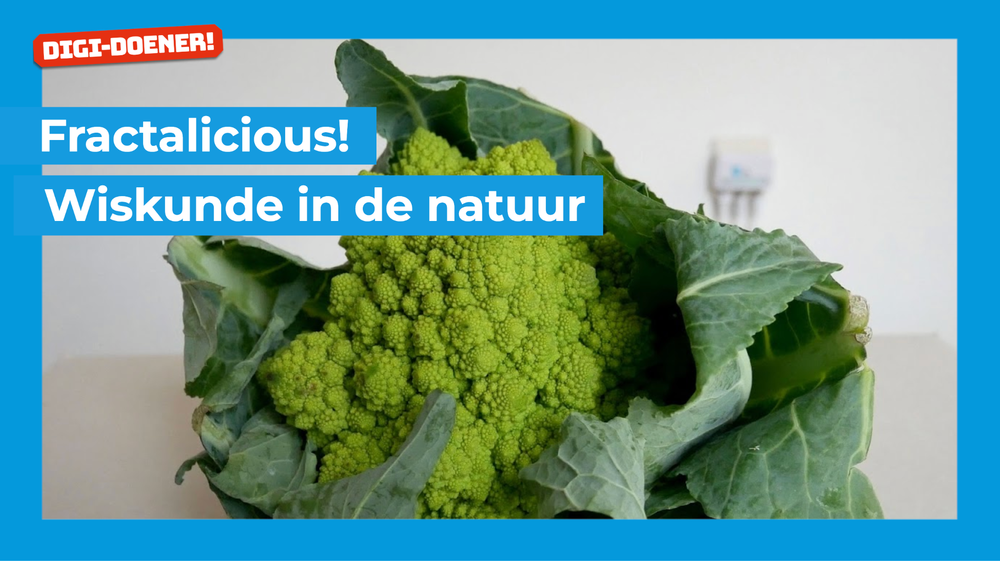 DIGI-DOENER!
Fractalicious!
Wiskunde in de natuur